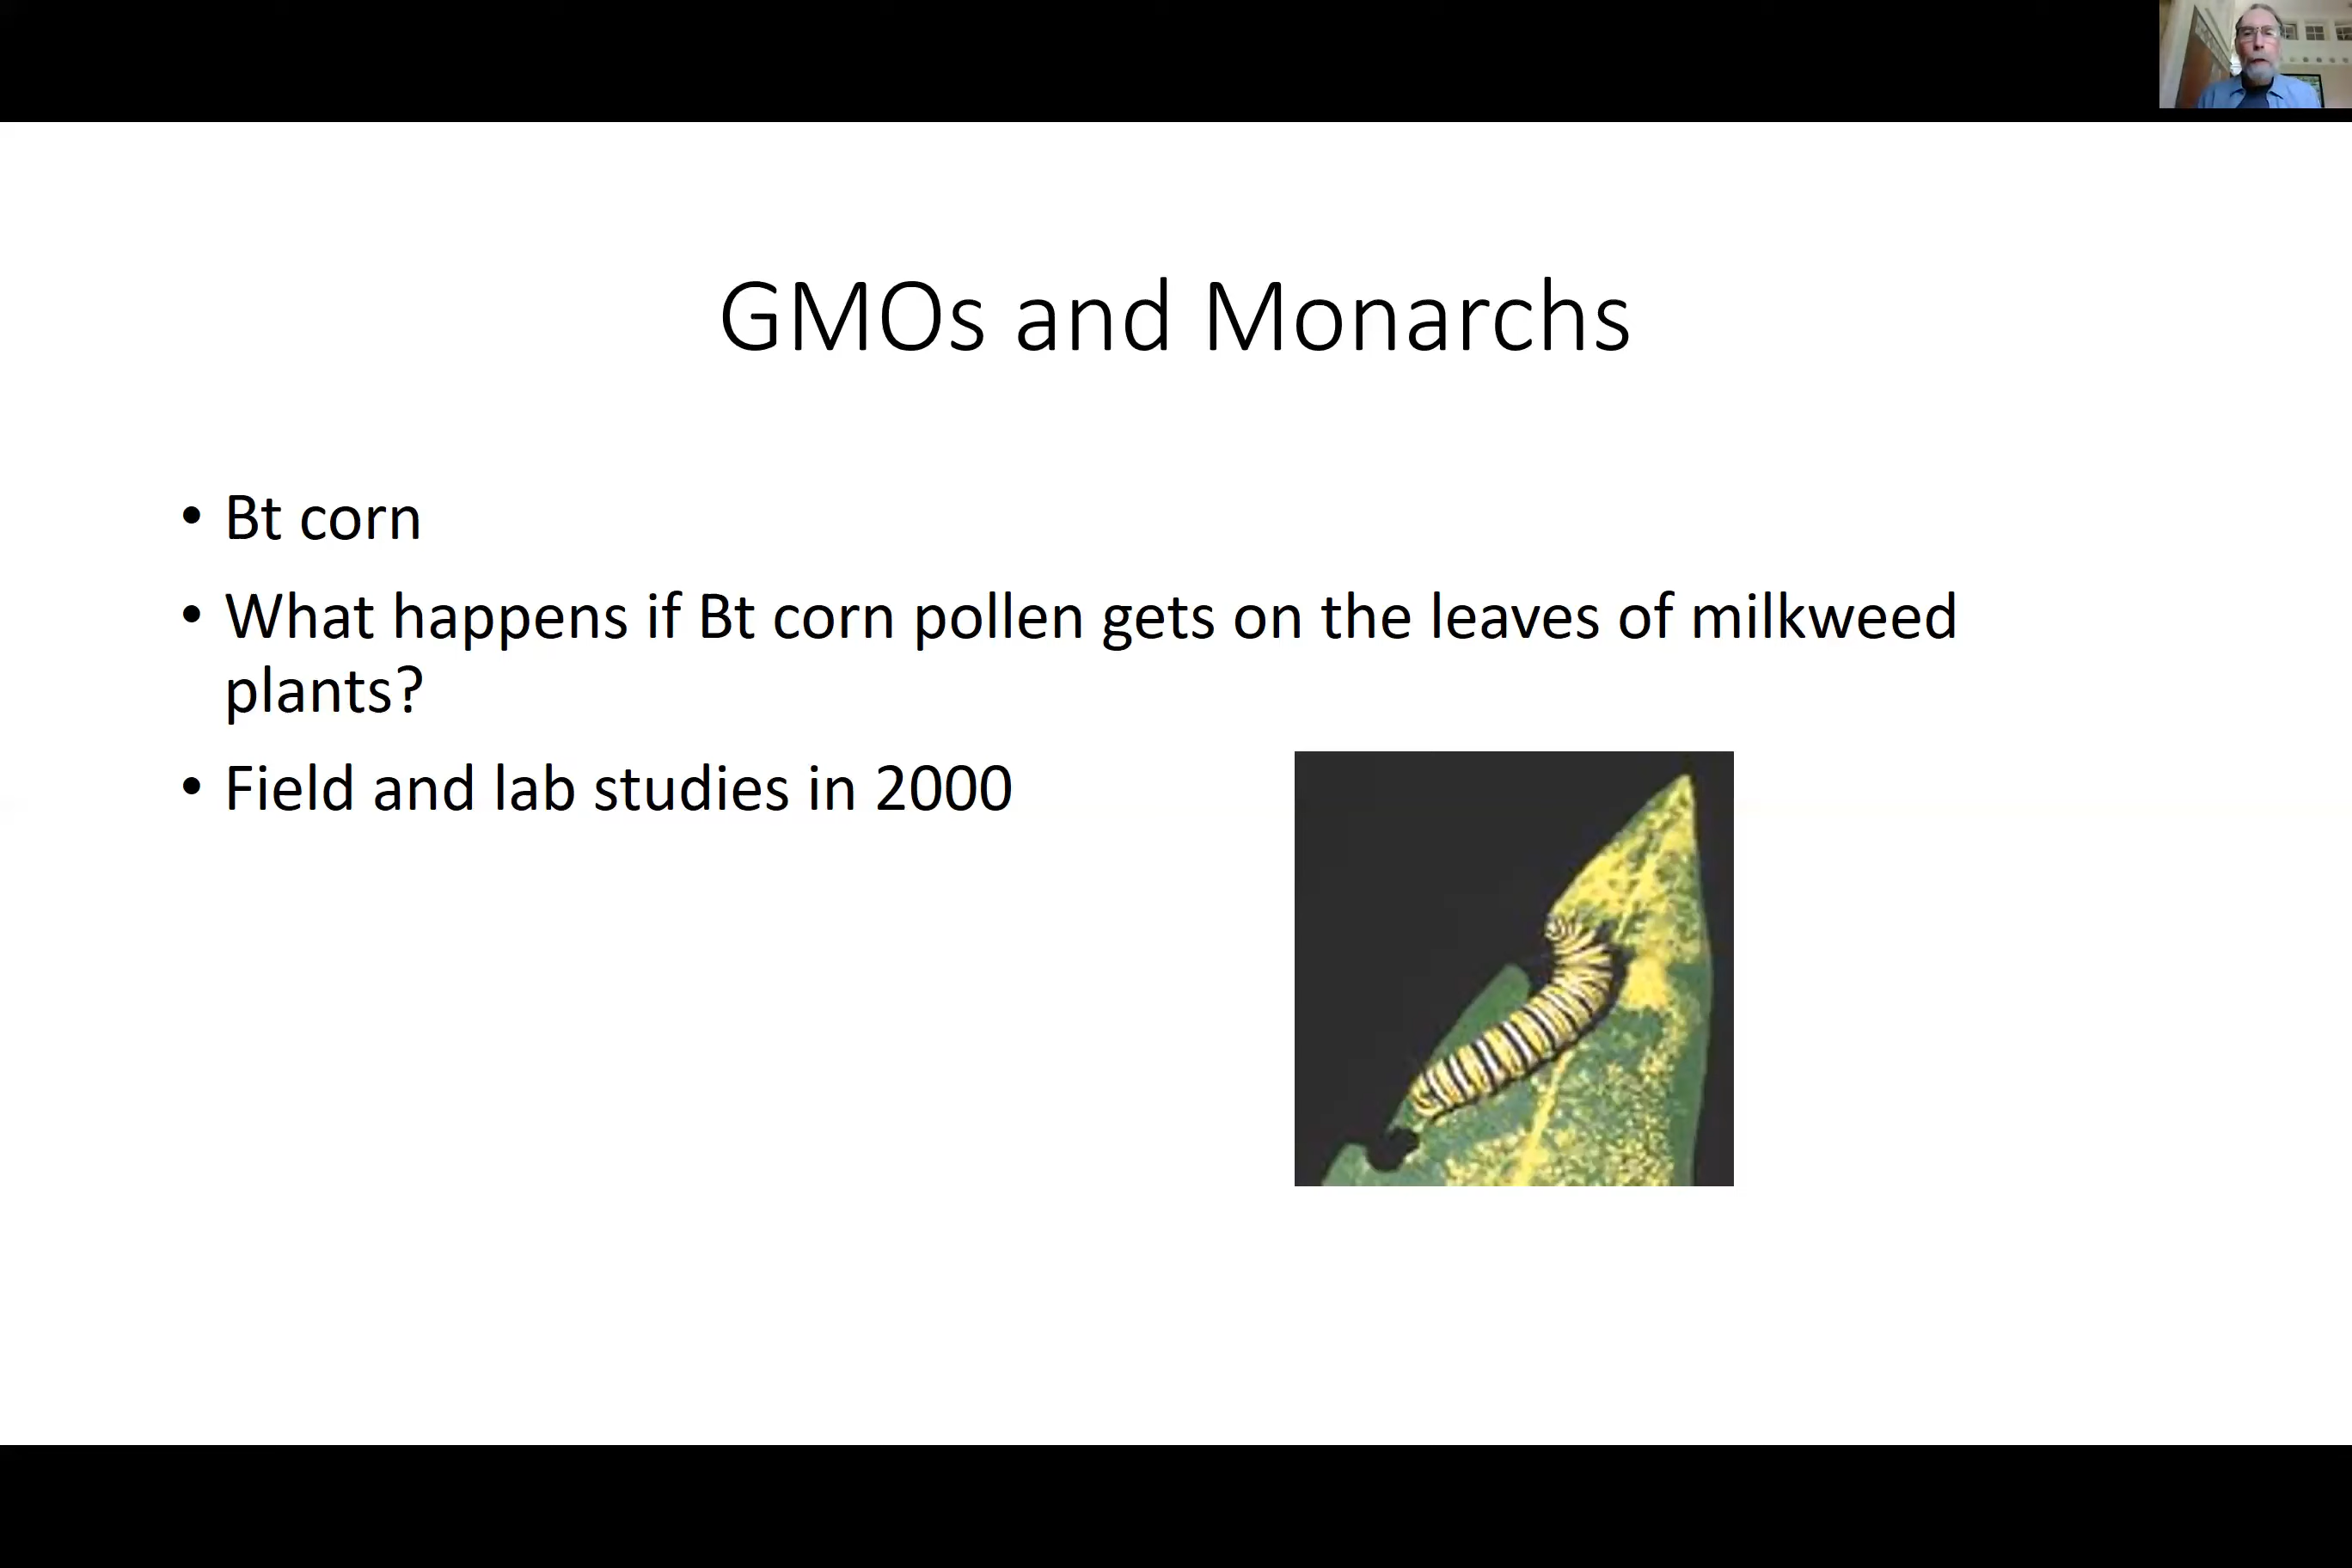 GMOs and Monarchs
• Bt corn
• What happens if Bt corn pollen gets on the leaves of milkweed
plants?
• Field and lab studies in 2000